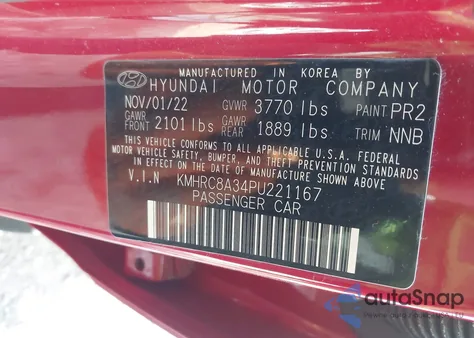 MANUFACTURED IN KOREA BY
HYUNDAI MOTOR COMPANY
NOV/01/22 GVWR 3770 lbs PAINT PR2
GAWR FRONT 2101 lbs GAWR REAR 1889 lbs TRIM NNB
THIS VEHICLE CONFORMS TO ALL APPLICABLE U.S.A. FEDERAL
MOTOR VEHICLE SAFETY, BUMPER, AND THEFT PREVENTION STANDARDS
IN EFFECT ON THE DATE OF MANUFACTURE SHOWN ABOVE.
V.I.N KMHRC8A34PU221167
PASSENGER CAR
autoSnap